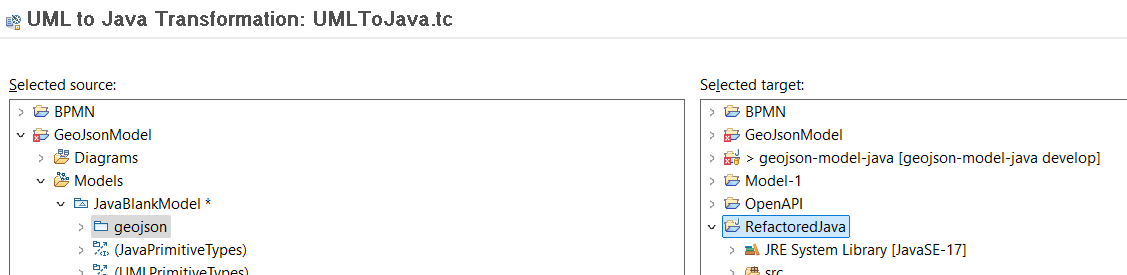 UML to Java Transformation: UMLToJava.tc
Selected source:
BPMN
GeoJsonModel
Diagrams
Models
JavaBlankModel *
geojson
(JavaPrimitiveTypes)
(UMLPrimitiveTypes)
Selected target:
BPMN
GeoJsonModel
> geojson-model-java [geojson-model-java develop]
Model-1
OpenAPI
RefactoredJava
JRE System Library [JavaSE-17]
src